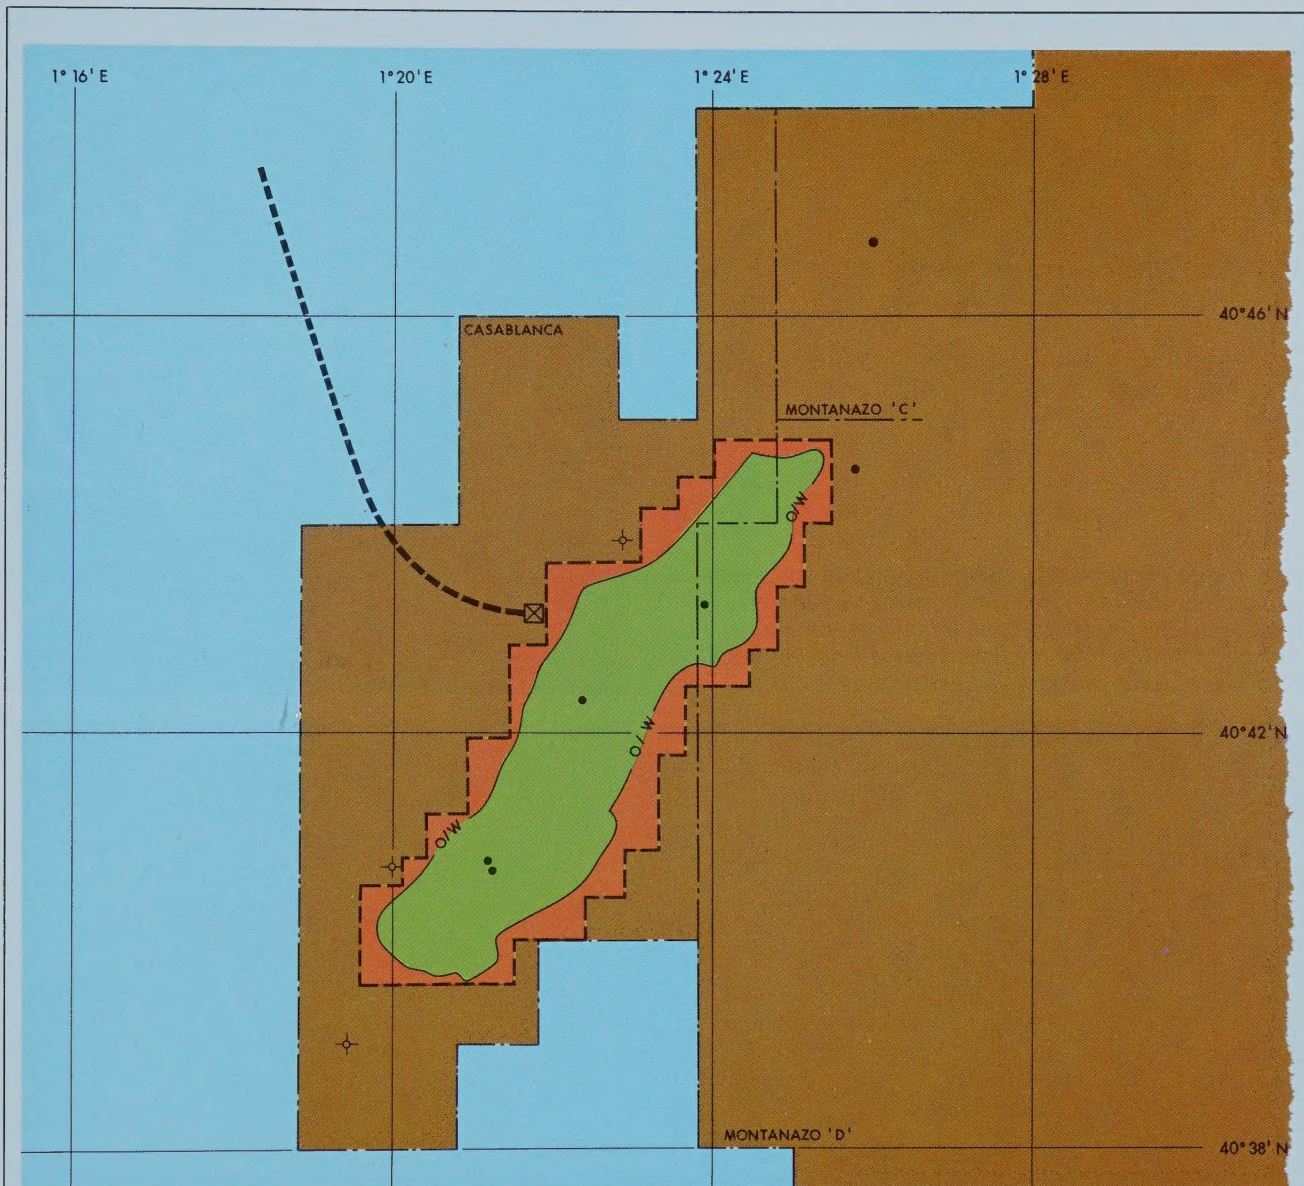 1° 16' E
1° 20' E
1° 24' E
1° 28' E
40°46' N
CASABLANCA
MONTANAZO 'C'
O/W
40°42' N
O/W
O/W
MONTANAZO 'D'
40°38' N